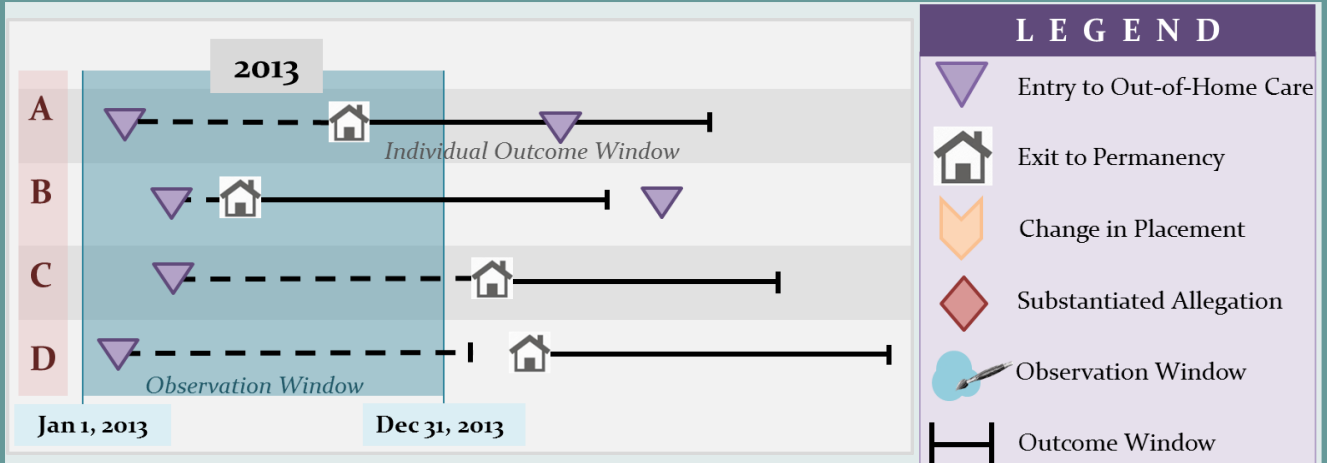 2013
A
Individual Outcome Window
B
C
D
Observation Window
Jan 1, 2013
Dec 31, 2013
LEGEND
Entry to Out-of-Home Care
Exit to Permanency
Change in Placement
Substantiated Allegation
Observation Window
Outcome Window